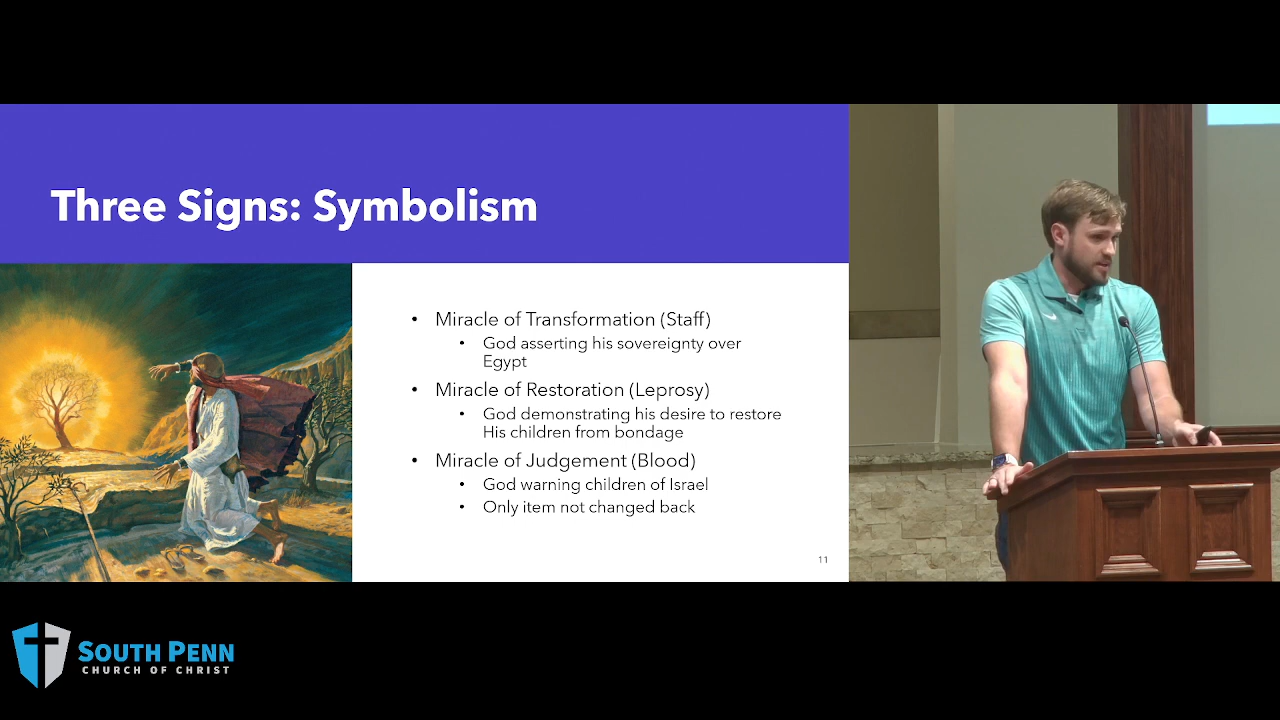 Three Signs: Symbolism
• Miracle of Transformation (Staff)
• God asserting his sovereignty over
Egypt
• Miracle of Restoration (Leprosy)
• God demonstrating his desire to restore
His children from bondage
• Miracle of Judgement (Blood)
• God warning children of Israel
• Only item not changed back
11
SOUTH PENN
CHURCH OF CHRIST